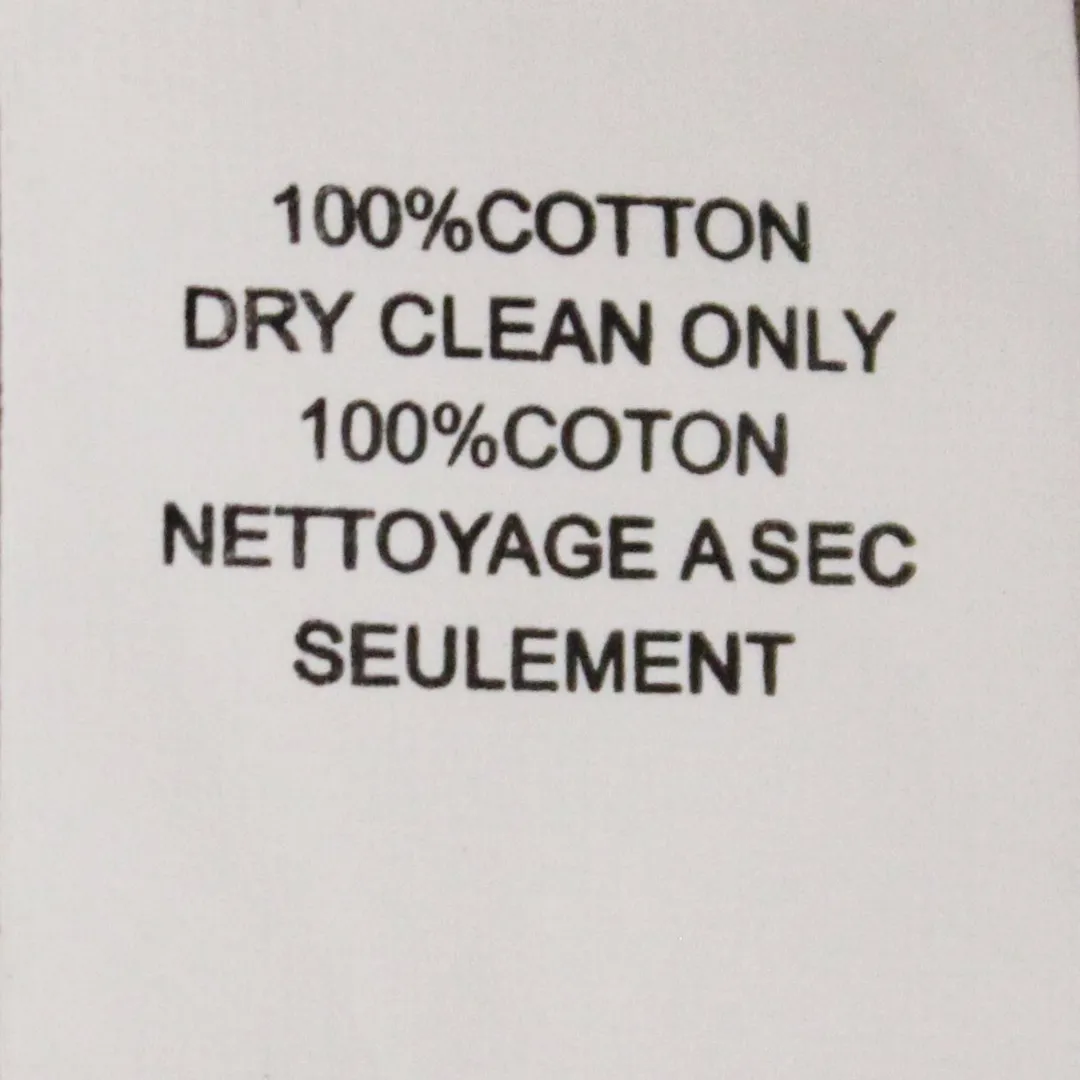 100%COTTON
DRY CLEAN ONLY
100%COTON
NETTOYAGE A SEC
SEULEMENT